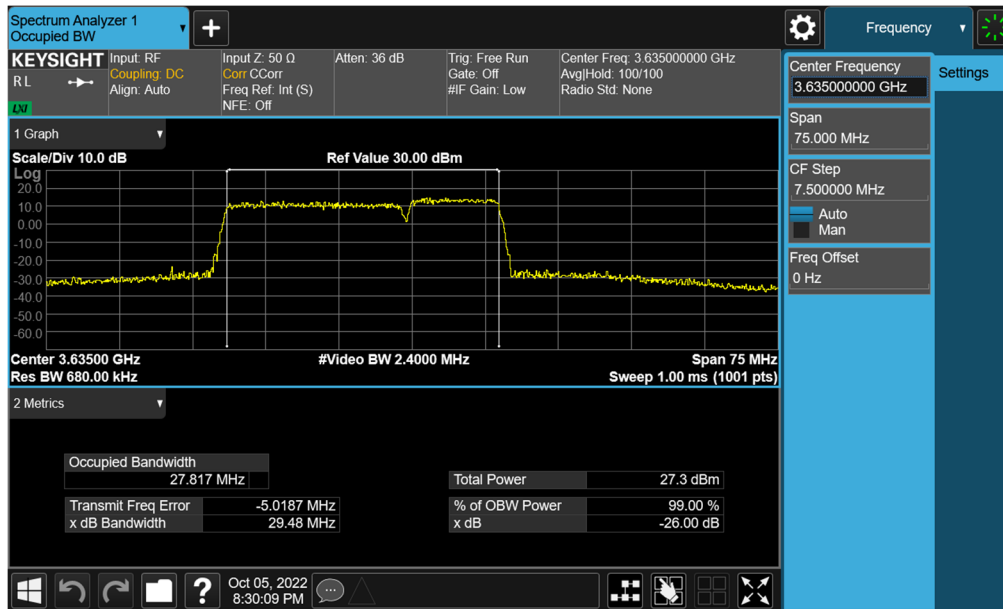 Spectrum Analyzer 1
Occupied BW
+
Frequency
KEYSIGHT Input: RF Input Z: 50 Ω Atten: 36 dB Trig: Free Run Center Freq: 3.635000000 GHz
R L Coupling: DC Corr CCorr Gate: Off Avg|Hold: 100/100
Align: Auto Freq Ref: Int (S) #IF Gain: Low Radio Std: None
LXI NFE: Off
Center Frequency
3.635000000 GHz
Settings
Span
75.000 MHz
CF Step
7.500000 MHz
Auto
Man
Freq Offset
0 Hz
1 Graph
Scale/Div 10.0 dB Ref Value 30.00 dBm
Log
20.0
10.0
0.00
-10.0
-20.0
-30.0
-40.0
-50.0
-60.0
Center 3.63500 GHz #Video BW 2.4000 MHz Span 75 MHz
Res BW 680.00 kHz Sweep 1.00 ms (1001 pts)
2 Metrics
Occupied Bandwidth
27.817 MHz Total Power 27.3 dBm
Transmit Freq Error -5.0187 MHz % of OBW Power 99.00 %
x dB Bandwidth 29.48 MHz x dB -26.00 dB
? Oct 05, 2022
8:30:09 PM